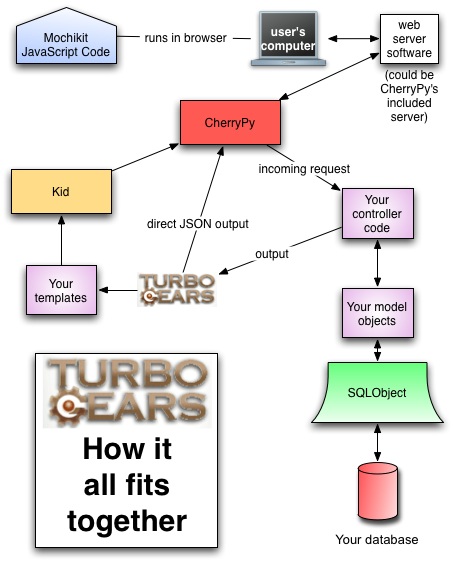 Mochikit
JavaScript Code
runs in browser
user's
computer
web
server
software
(could be
CherryPy's
included
server)
CherryPy
incoming request
Kid
Your
controller
code
direct JSON output
output
Your
templates
TURBO
GEARS
Your model
objects
SQLObject
TURBO
GEARS
How it
all fits
together
Your database